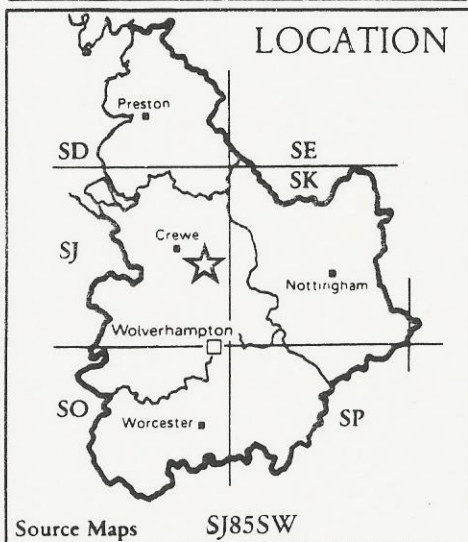 LOCATION
Preston
SD
SE
SK
SJ
Crewe
Nottingham
Wolverhampton
SO
SP
Worcester
Source Maps SJ85SW